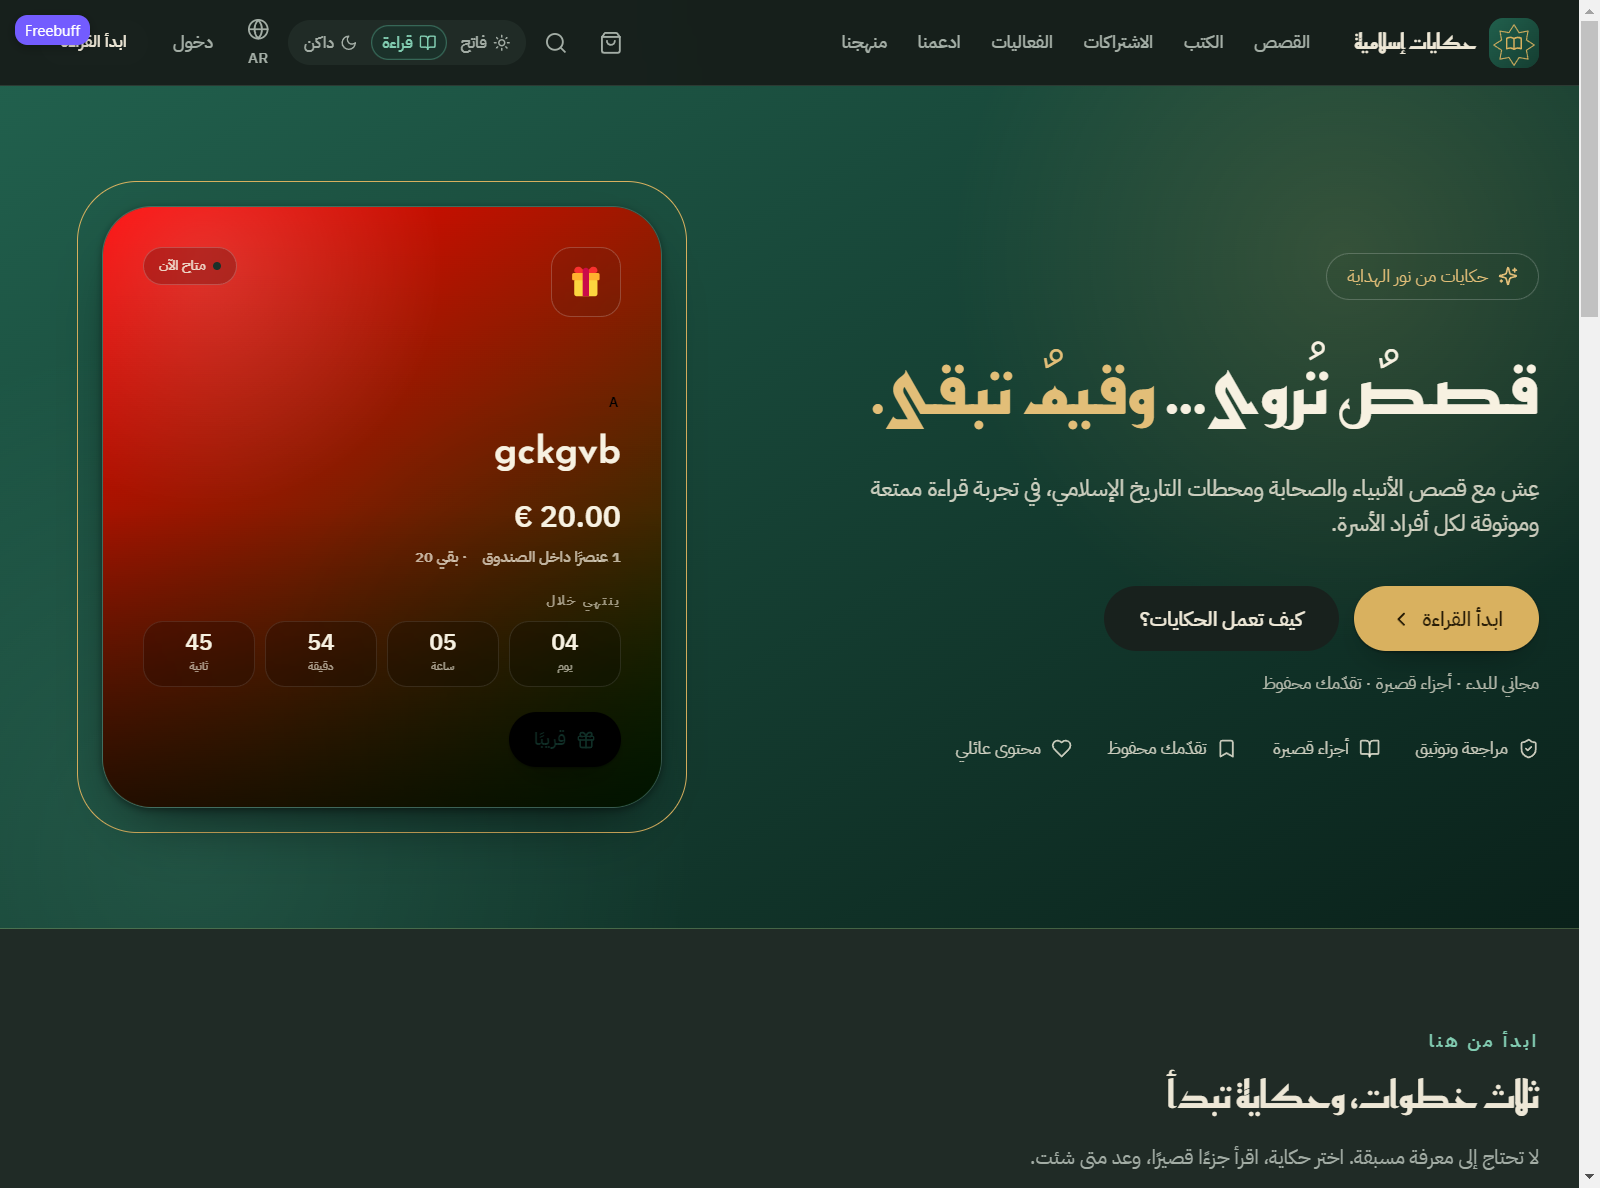 حكايات إسلامية
القصص
الكتب
الاشتراكات
الفعاليات
ادعمنا
منهجنا
فاتح
قراءة
داكن
AR
دخول
ابدأ القراءة
Freebuff
حكايات من نور الهداية
قصصٌ تُروى... وقيمٌ تبقى.
عِش مع قصص الأنبياء والصحابة ومحطات التاريخ الإسلامي، في تجربة قراءة ممتعة
وموثوقة لكل أفراد الأسرة.
ابدأ القراءة
كيف تعمل الحكايات؟
مجاني للبدء · أجزاء قصيرة · تقدّمك محفوظ
مراجعة وتوثيق
أجزاء قصيرة
تقدّمك محفوظ
محتوى عائلي
متاح الآن
A
gckgvb
€ 20.00
1 عنصرًا داخل الصندوق · بقي 20
ينتهي خلال
04 يوم
05 ساعة
54 دقيقة
45 ثانية
قريبًا
ابدأ من هنا
ثلاث خطوات، وحكاية تبدأ
لا تحتاج إلى معرفة مسبقة. اختر حكاية، اقرأ جزءًا قصيرًا، وعد متى شئت.